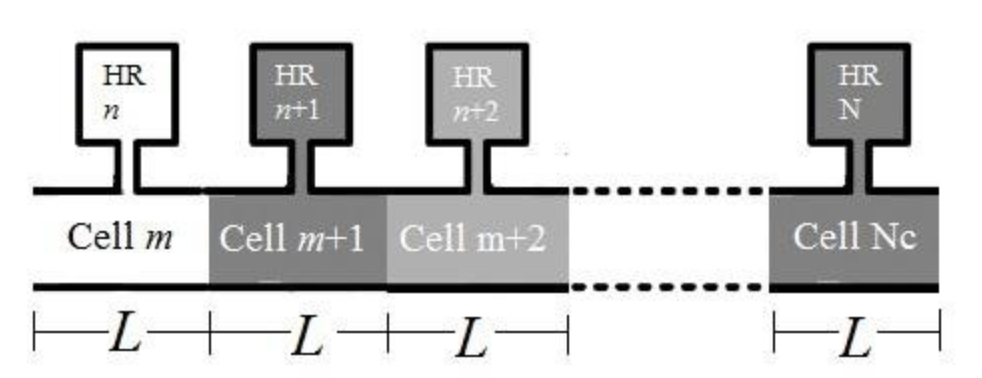 HR
n
HR
n+1
HR
n+2
HR
N
Cell m
Cell m+1
Cell m+2
Cell Nc
L
L
L
L